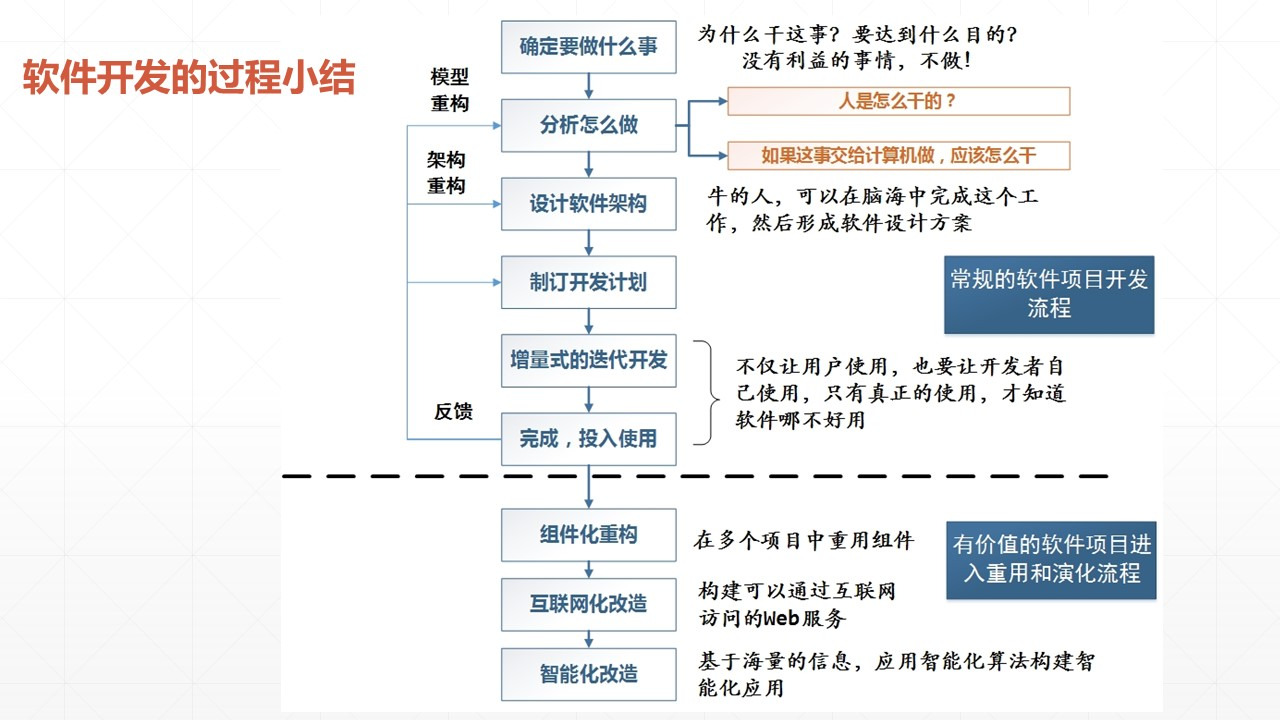 软件开发的过程小结
确定要做什么事
为什么干这事？要达到什么目的？
没有利益的事情，不做！
模型
重构
分析怎么做
人是怎么干的？
如果这事交给计算机做，应该怎么干
架构
重构
设计软件架构
牛的人，可以在脑海中完成这个工
作，然后形成软件设计方案
制订开发计划
常规的软件项目开发
流程
增量式的迭代开发
不仅让用户使用，也要让开发者自
己使用，只有真正的使用，才知道
软件哪不好用
反馈
完成，投入使用
组件化重构
在多个项目中重用组件
有价值的软件项目进
入重用和演化流程
互联网化改造
构建可以通过互联网
访问的Web服务
智能化改造
基于海量的信息，应用智能化算法构建智
能化应用